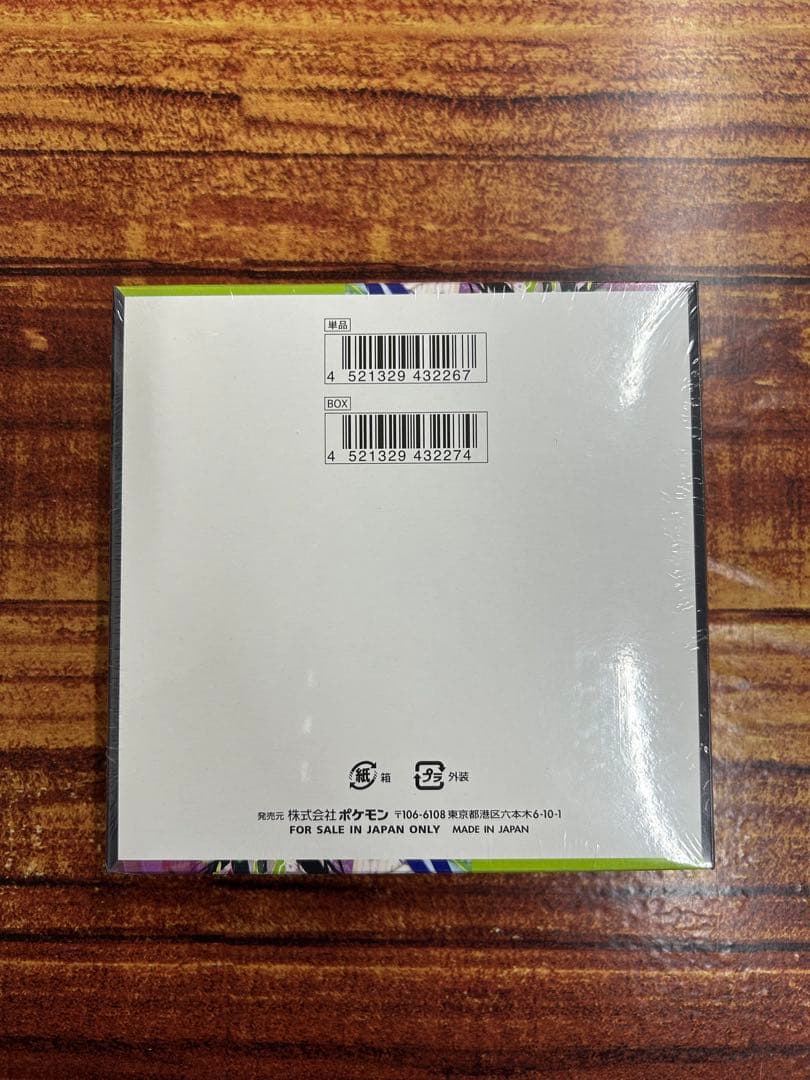 単品
4 521329 432267
BOX
4 521329 432274
紙 箱 プラ 外装
発売元 株式会社 ポケモン 〒106-6108 東京都港区六本木6-10-1
FOR SALE IN JAPAN ONLY MADE IN JAPAN